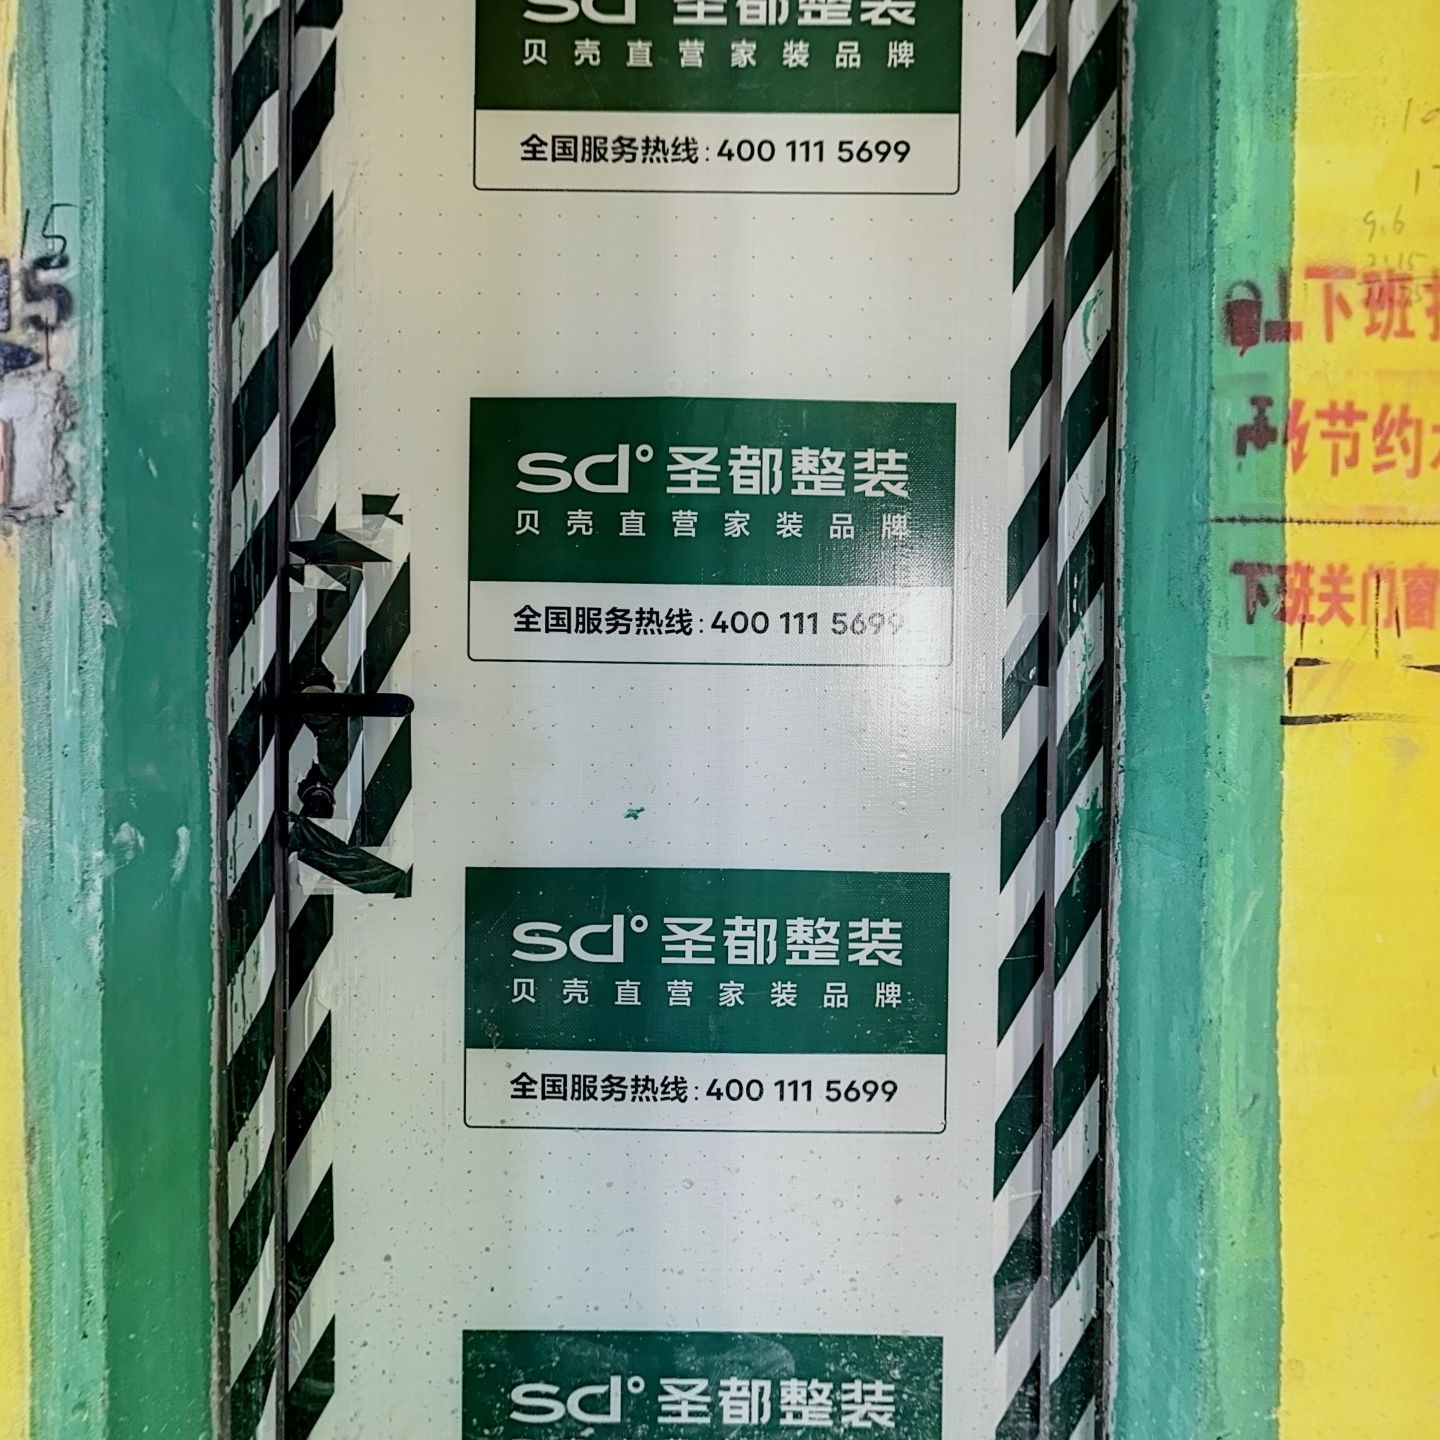 sd° 圣都整装
贝壳直营家装品牌
全国服务热线:400 111 5699
sd° 圣都整装
贝壳直营家装品牌
全国服务热线:400 111 5699
sd° 圣都整装
贝壳直营家装品牌
全国服务热线:400 111 5699
sd° 圣都整装
15
5
9.6
下班
节约
下班关门窗